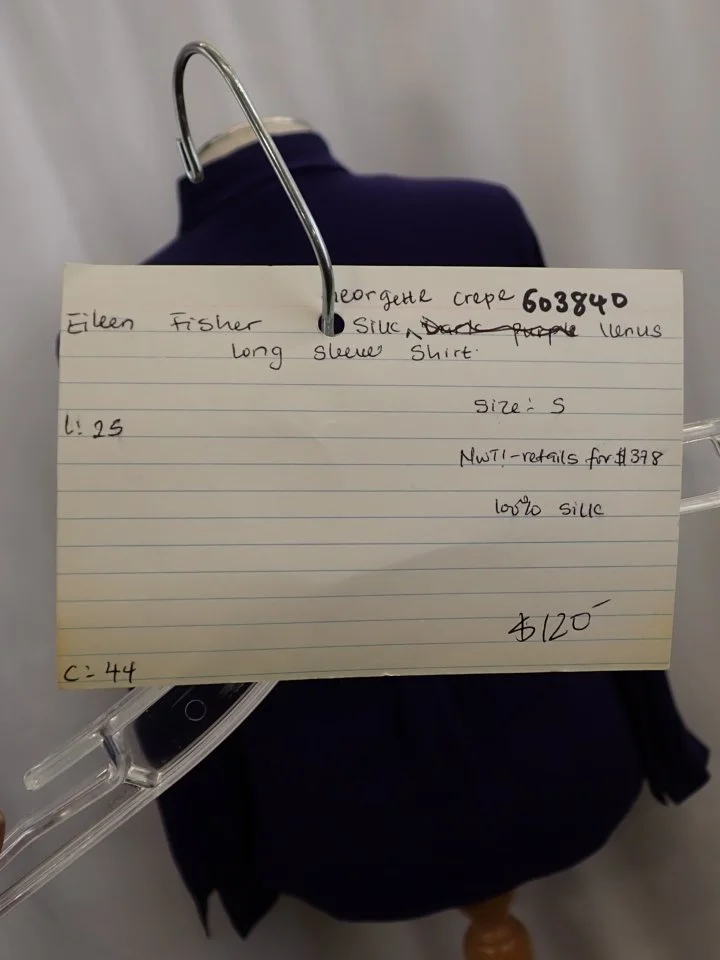 Georgette crepe 603840
Eileen Fisher Silk, Dark purple Venus
Long sleeve Shirt.
Size: S
L: 25
NWT! - retails for $398
100% silk
$120
C: 44